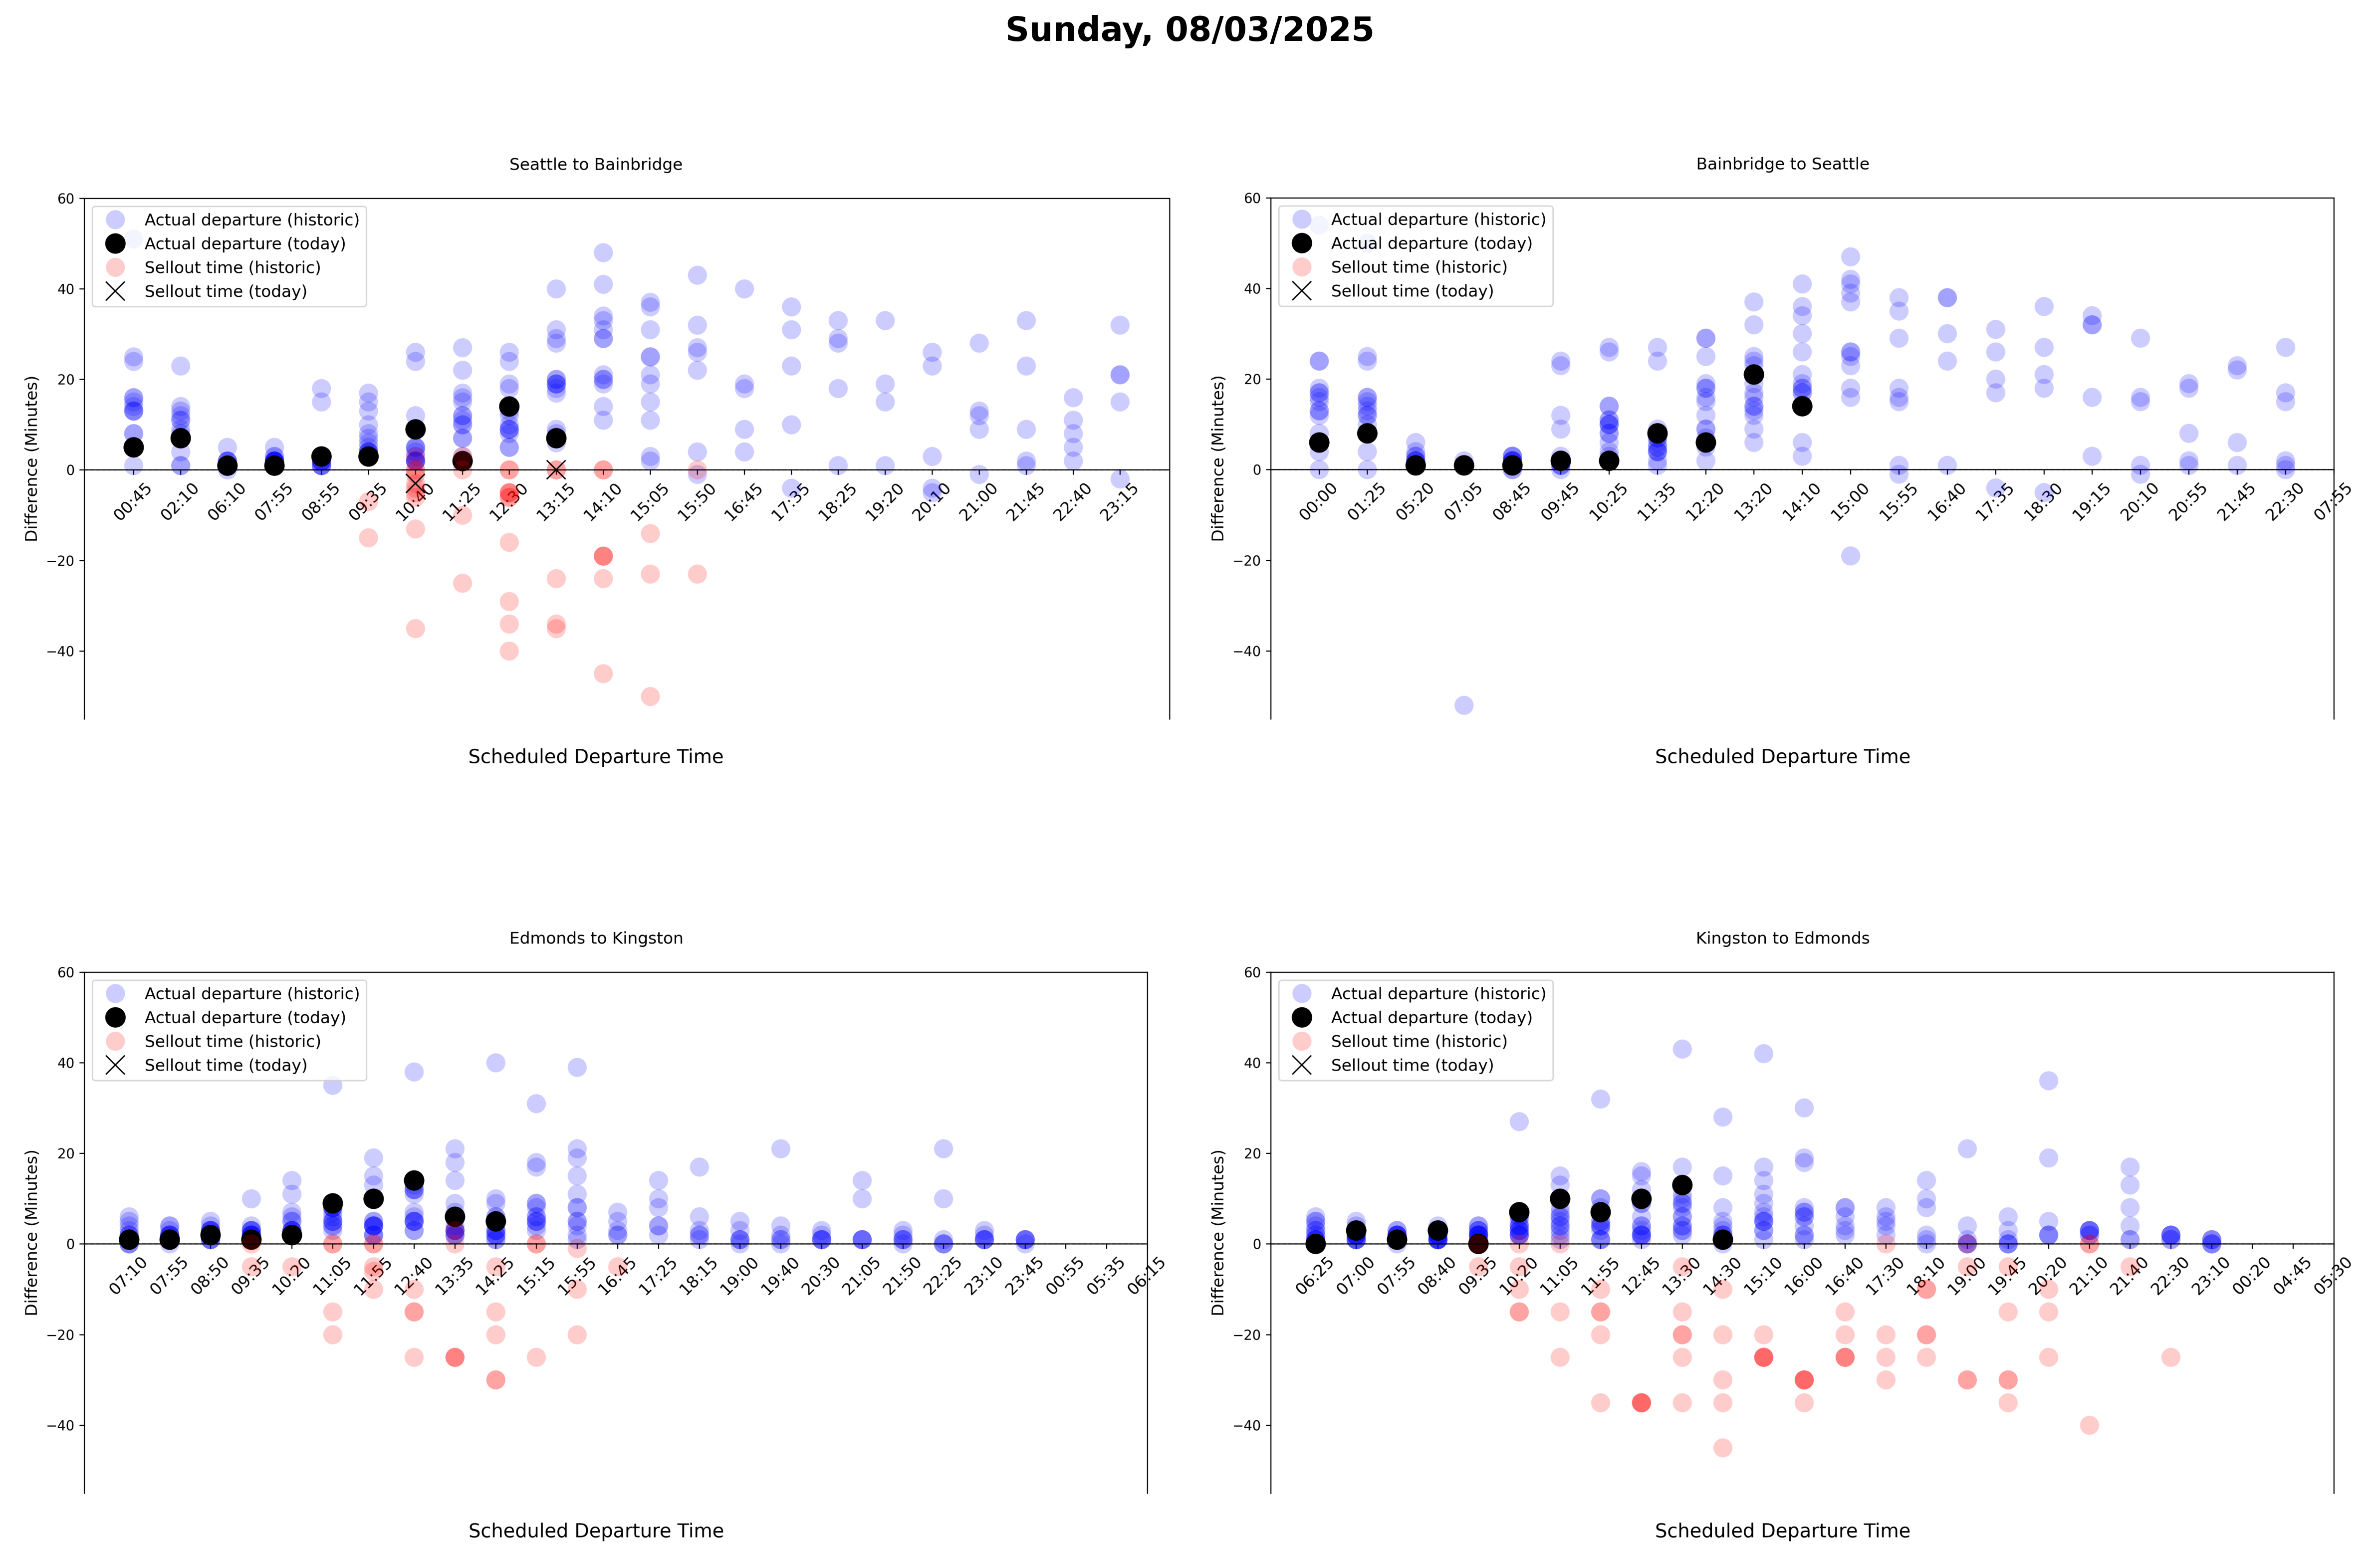 Sunday, 08/03/2025
Seattle to Bainbridge
60
40
20
0
−20
−40
Difference (Minutes)
Actual departure (historic)
Actual departure (today)
Sellout time (historic)
Sellout time (today)
00:45 02:10 06:10 07:55 08:55 09:35 10:40 11:25 12:30 13:15 14:10 15:05 15:50 16:45 17:35 18:25 19:20 20:10 21:00 21:45 22:40 23:15
Scheduled Departure Time
Bainbridge to Seattle
60
40
20
0
−20
−40
Difference (Minutes)
Actual departure (historic)
Actual departure (today)
Sellout time (historic)
Sellout time (today)
00:00 01:25 05:20 07:05 08:45 09:45 10:25 11:35 12:20 13:20 14:10 15:00 15:55 16:40 17:35 18:30 19:15 20:10 20:55 21:45 22:30 07:55
Scheduled Departure Time
Edmonds to Kingston
60
40
20
0
−20
−40
Difference (Minutes)
Actual departure (historic)
Actual departure (today)
Sellout time (historic)
Sellout time (today)
07:10 07:55 08:50 09:35 10:20 11:05 11:55 12:40 13:35 14:25 15:15 15:55 16:45 17:25 18:15 19:00 19:40 20:30 21:05 21:50 22:25 23:10 23:45 00:55 05:35 06:15
Scheduled Departure Time
Kingston to Edmonds
60
40
20
0
−20
−40
Difference (Minutes)
Actual departure (historic)
Actual departure (today)
Sellout time (historic)
Sellout time (today)
06:25 07:00 07:55 08:40 09:35 10:20 11:05 11:55 12:45 13:30 14:30 15:10 16:00 16:40 17:30 18:10 19:00 19:45 20:20 21:10 21:40 22:30 23:10 00:20 04:45 05:30
Scheduled Departure Time